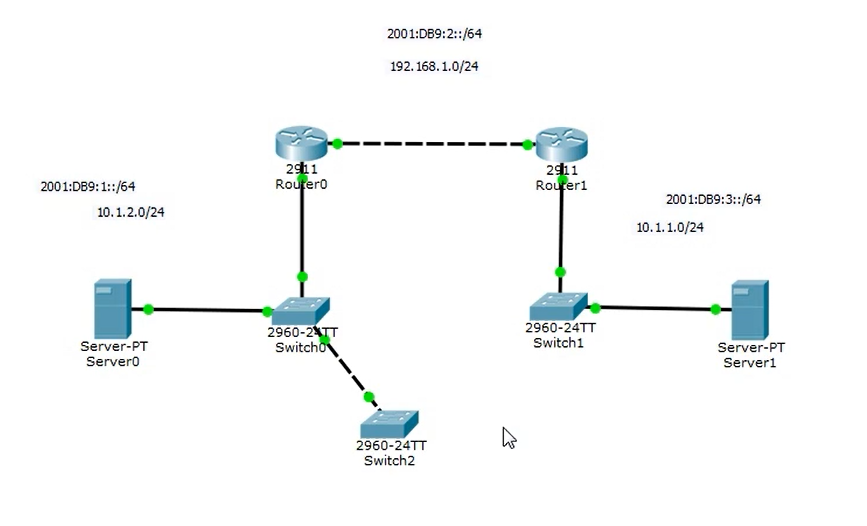 2001:DB9:2::/64
192.168.1.0/24
2911
Router0
2911
Router1
2001:DB9:1::/64
10.1.2.0/24
2001:DB9:3::/64
10.1.1.0/24
Server-PT
Server0
2960-24TT
Switch0
2960-24TT
Switch1
Server-PT
Server1
2960-24TT
Switch2